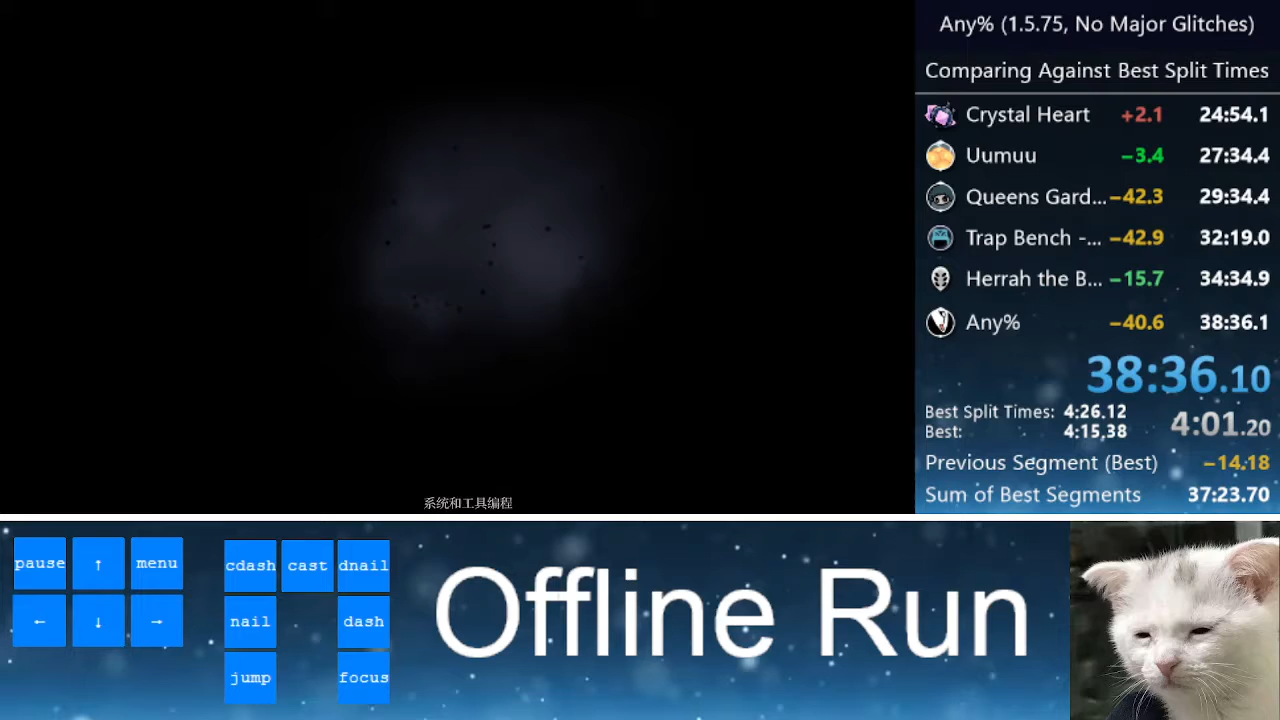 Any% (1.5.75, No Major Glitches)
Comparing Against Best Split Times
Crystal Heart +2.1 24:54.1
Uumuu −3.4 27:34.4
Queens Gard... −42.3 29:34.4
Trap Bench -... −42.9 32:19.0
Herrah the B... −15.7 34:34.9
Any% −40.6 38:36.1
38:36.10
Best Split Times: 4:26.12
Best: 4:15.38
4:01.20
Previous Segment (Best) −14.18
Sum of Best Segments 37:23.70
系统和工具编程
pause ↑ menu
← ↓ →
cdash cast dnail
nail dash
jump focus
Offline Run